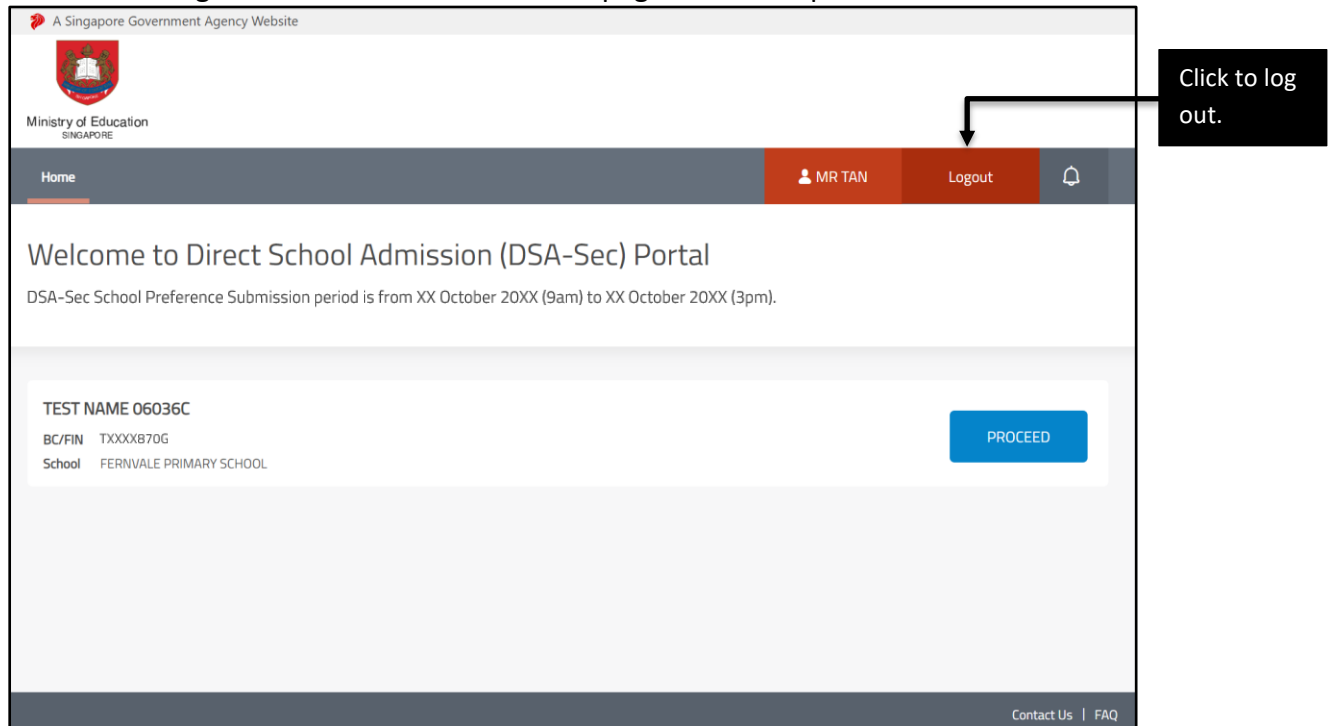 A Singapore Government Agency Website
Ministry of Education
SINGAPORE
Click to log
out.
Home
MR TAN
Logout
Welcome to Direct School Admission (DSA-Sec) Portal
DSA-Sec School Preference Submission period is from XX October 20XX (9am) to XX October 20XX (3pm).
TEST NAME 06036C
BC/FIN TXXXX870G
School FERNVALE PRIMARY SCHOOL
PROCEED
Contact Us | FAQ